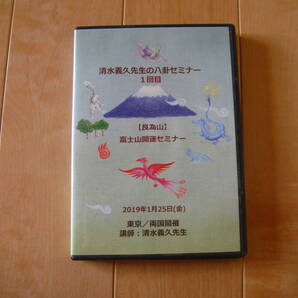 清水義久先生の八卦セミナー
1回目
【艮為山】
富士山開運セミナー
2019年1月25日(金)
東京／両国開催
講師：清水義久先生